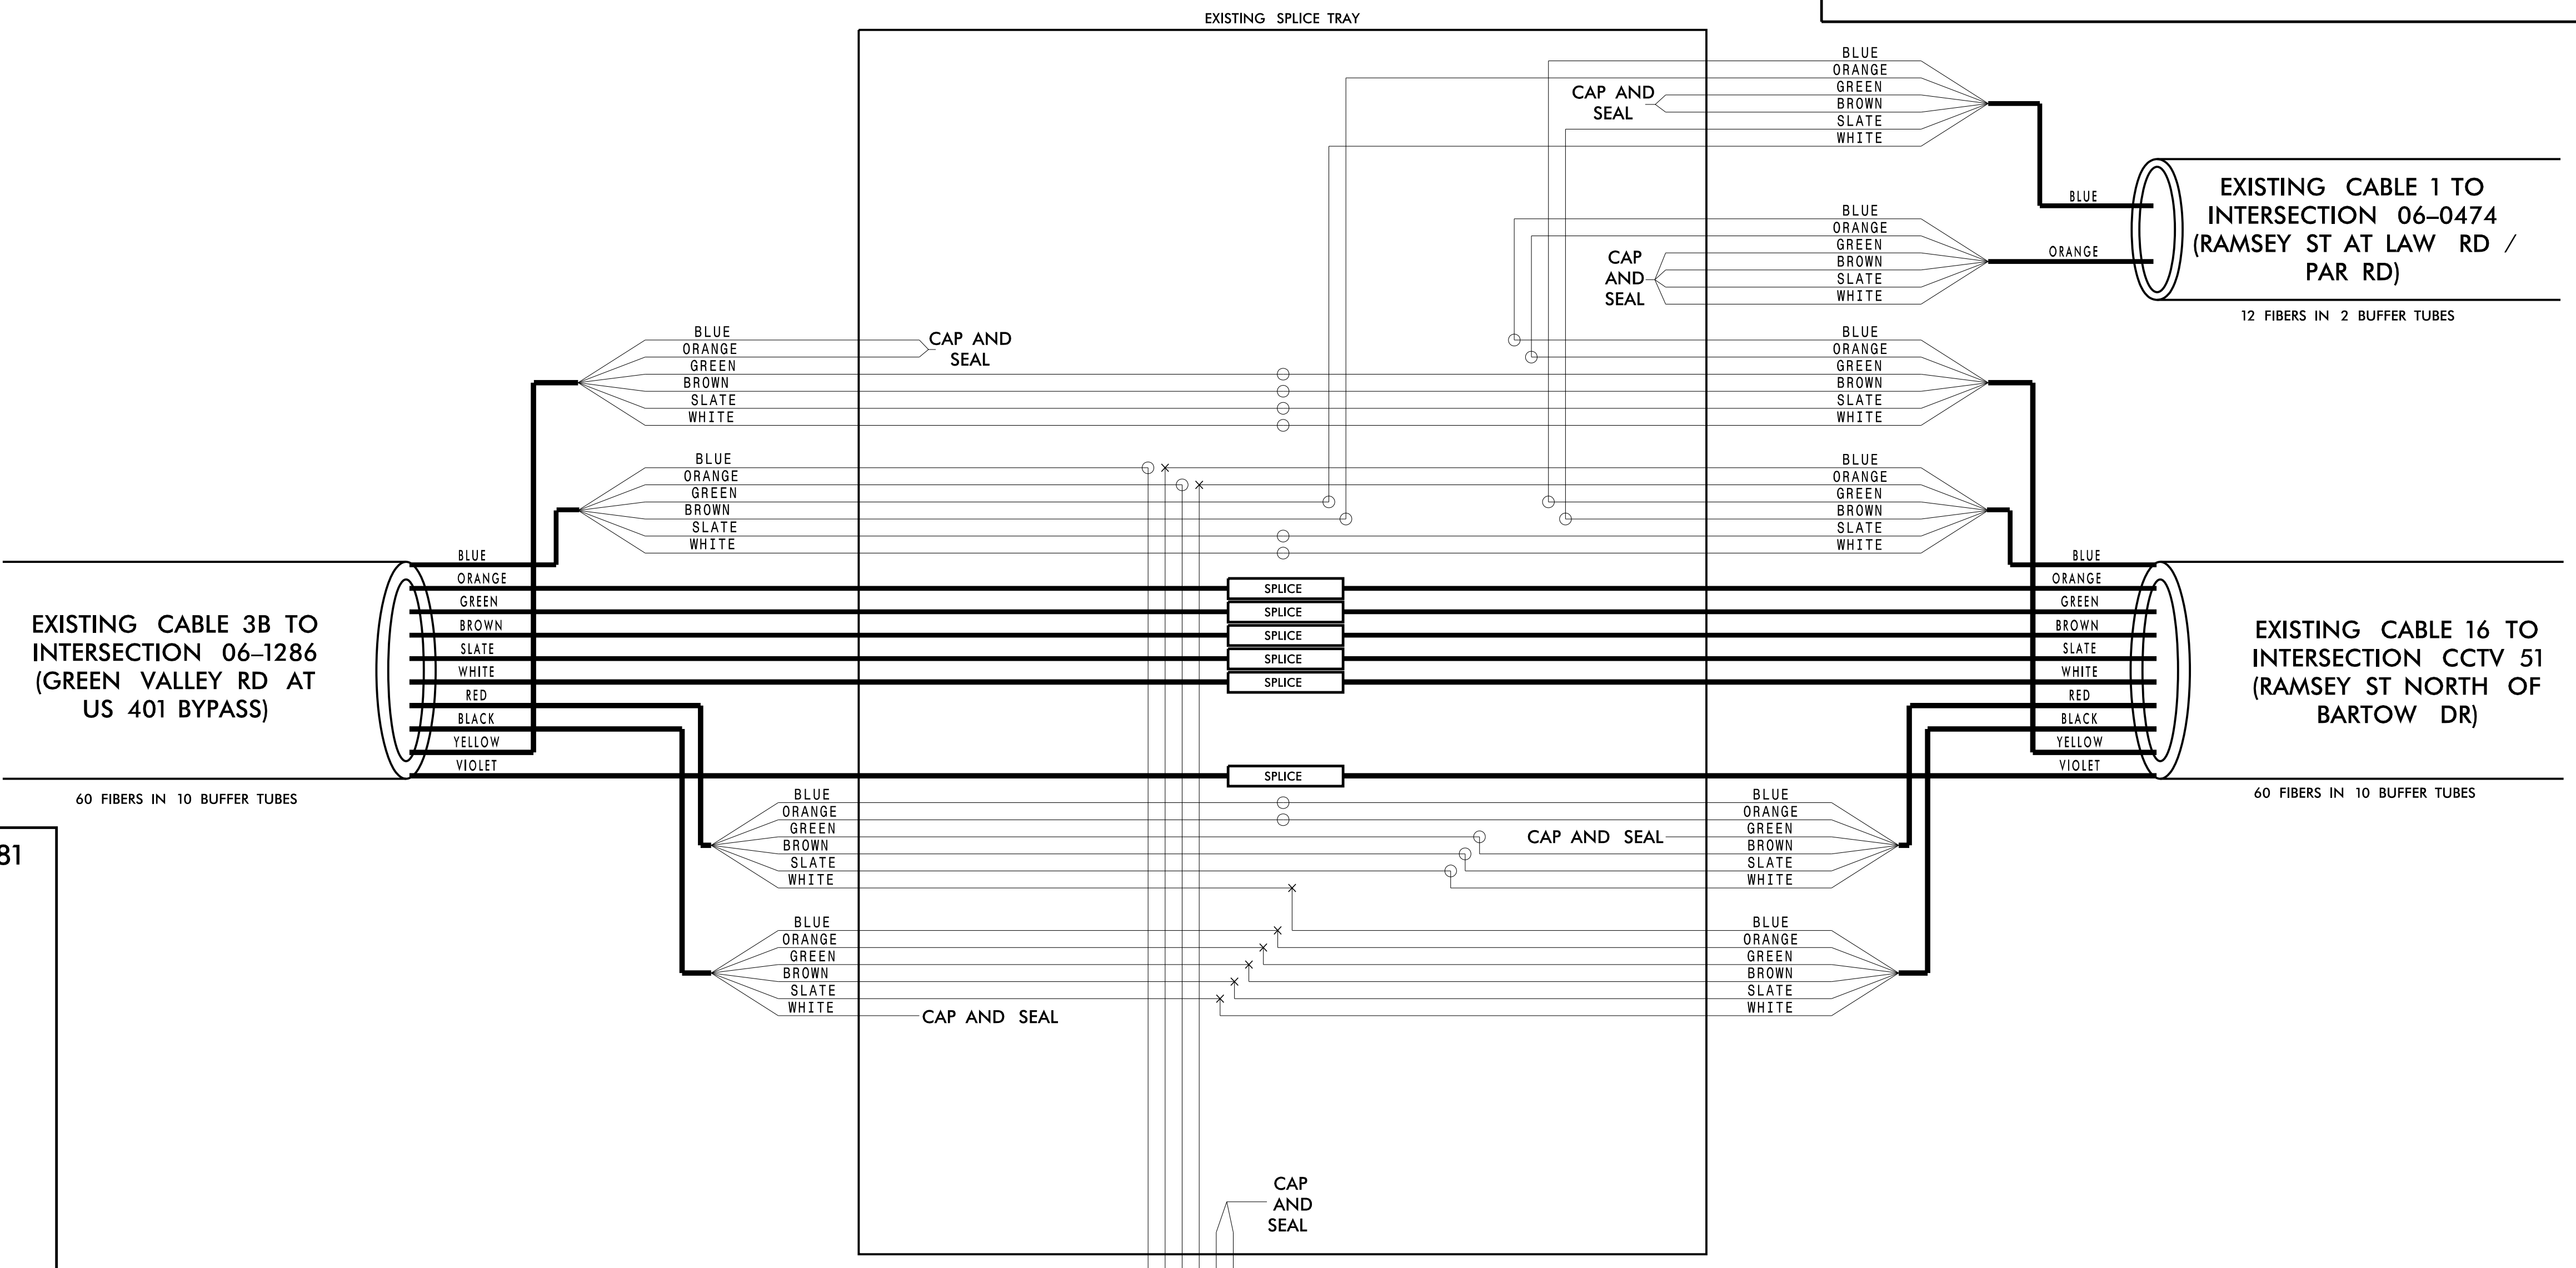 EXISTING SPLICE TRAY
BLUE
ORANGE
GREEN
BROWN
SLATE
WHITE
CAP AND
SEAL
BLUE
EXISTING CABLE 1 TO
INTERSECTION 06–0474
(RAMSEY ST AT LAW RD /
PAR RD)
ORANGE
12 FIBERS IN 2 BUFFER TUBES
BLUE
ORANGE
GREEN
BROWN
SLATE
WHITE
CAP
AND
SEAL
BLUE
ORANGE
GREEN
BROWN
SLATE
WHITE
CAP AND
SEAL
BLUE
ORANGE
GREEN
BROWN
SLATE
WHITE
BLUE
ORANGE
GREEN
BROWN
SLATE
WHITE
BLUE
ORANGE
GREEN
BROWN
SLATE
WHITE
EXISTING CABLE 3B TO
INTERSECTION 06–1286
(GREEN VALLEY RD AT
US 401 BYPASS)
60 FIBERS IN 10 BUFFER TUBES
BLUE
ORANGE
GREEN
BROWN
SLATE
WHITE
RED
BLACK
YELLOW
VIOLET
SPLICE
SPLICE
SPLICE
SPLICE
SPLICE
SPLICE
BLUE
ORANGE
GREEN
BROWN
SLATE
WHITE
RED
BLACK
YELLOW
VIOLET
EXISTING CABLE 16 TO
INTERSECTION CCTV 51
(RAMSEY ST NORTH OF
BARTOW DR)
60 FIBERS IN 10 BUFFER TUBES
81
BLUE
ORANGE
GREEN
BROWN
SLATE
WHITE
CAP AND SEAL
BLUE
ORANGE
GREEN
BROWN
SLATE
WHITE
BLUE
ORANGE
GREEN
BROWN
SLATE
WHITE
CAP AND SEAL
BLUE
ORANGE
GREEN
BROWN
SLATE
WHITE
CAP
AND
SEAL